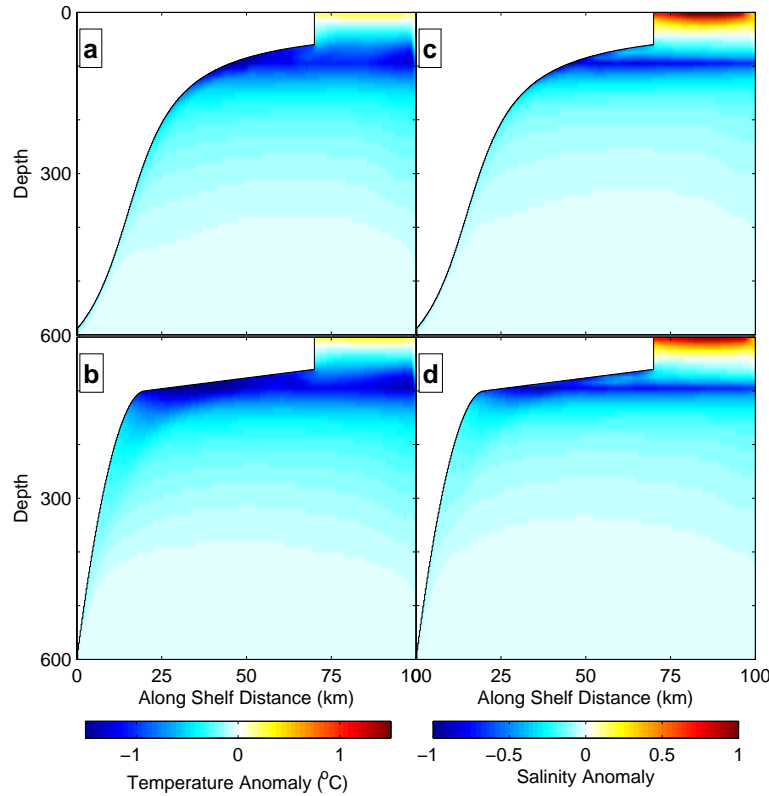 0
a
c
300
Depth
600
b
d
300
Depth
600
0 25 50 75 100
25 50 75 100
Along Shelf Distance (km)
Along Shelf Distance (km)
−1 0 1
−1 −0.5 0 0.5 1
Temperature Anomaly (°C)
Salinity Anomaly